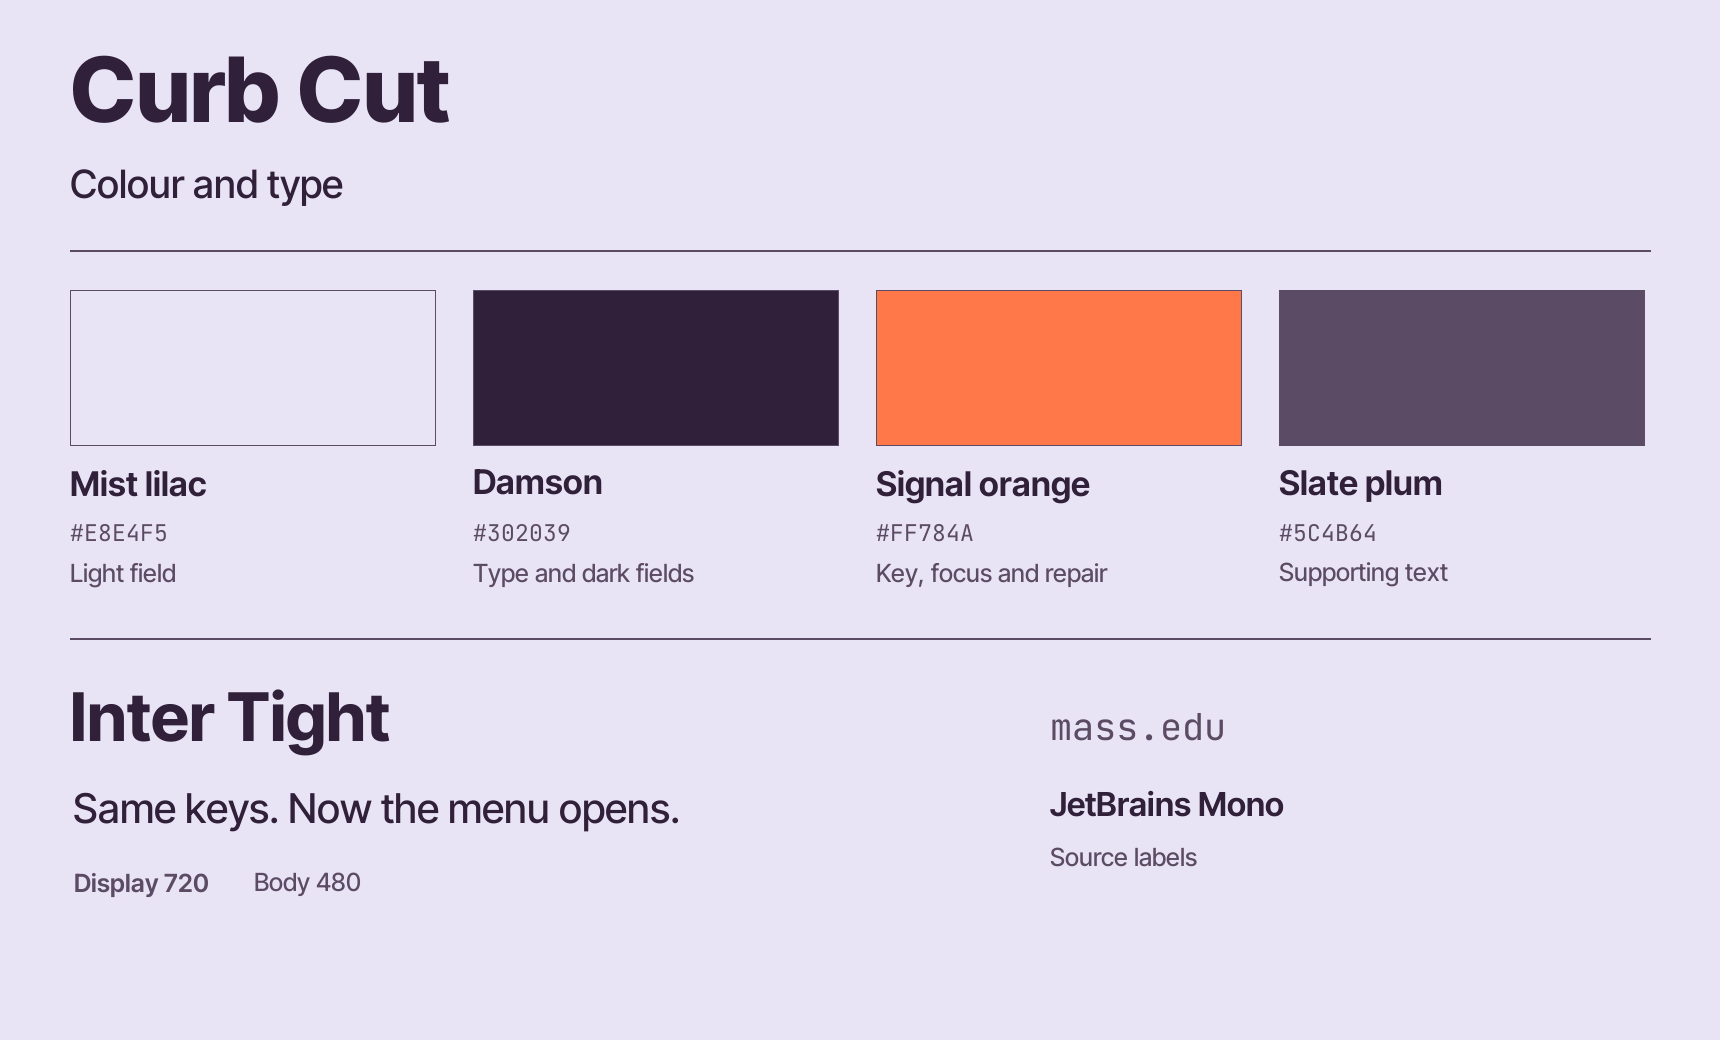 Curb Cut
Colour and type
Mist lilac
#E8E4F5
Light field
Damson
#302039
Type and dark fields
Signal orange
#FF784A
Key, focus and repair
Slate plum
#5C4B64
Supporting text
Inter Tight
Same keys. Now the menu opens.
Display 720 Body 480
mass.edu
JetBrains Mono
Source labels